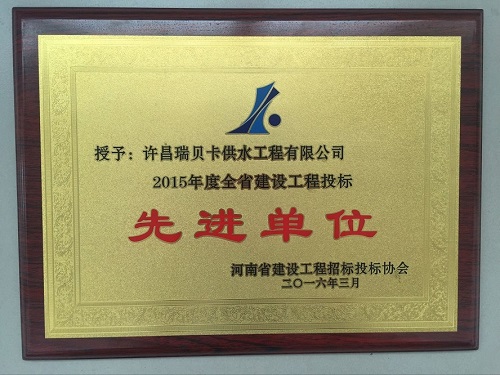 授予：许昌瑞贝卡供水工程有限公司
2015年度全省建设工程投标
先进单位
河南省建设工程招标投标协会
二〇一六年三月